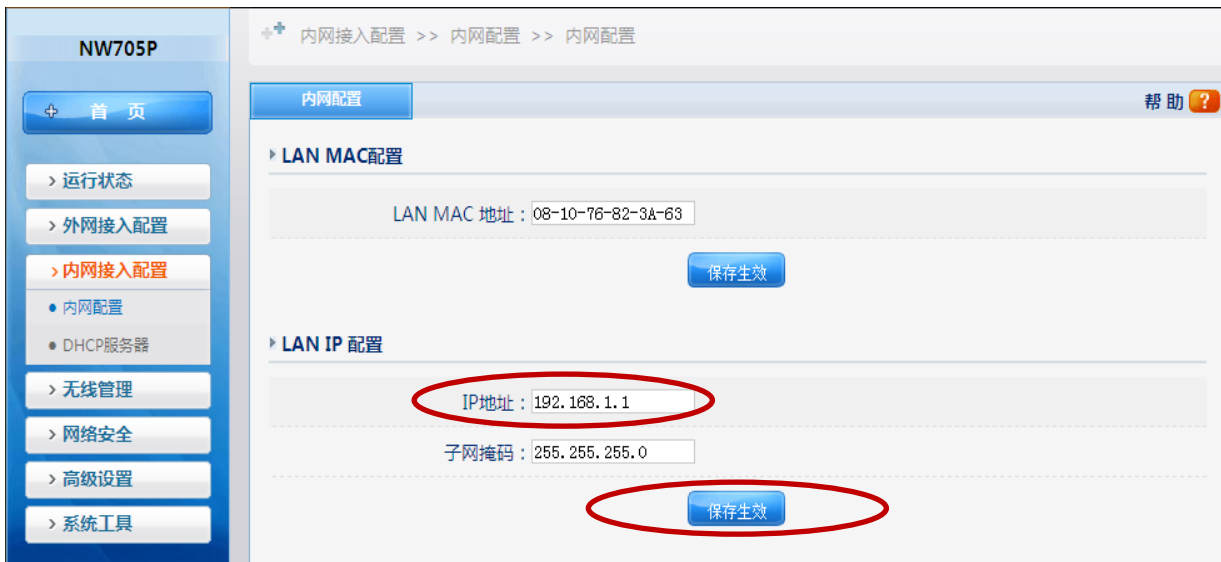 NW705P
首 页
> 运行状态
> 外网接入配置
> 内网接入配置
• 内网配置
• DHCP服务器
> 无线管理
> 网络安全
> 高级设置
> 系统工具
内网接入配置 >> 内网配置 >> 内网配置
内网配置
帮助 ?
LAN MAC配置
LAN MAC 地址：08-10-76-82-3A-63
保存生效
LAN IP 配置
IP地址：192.168.1.1
子网掩码：255.255.255.0
保存生效